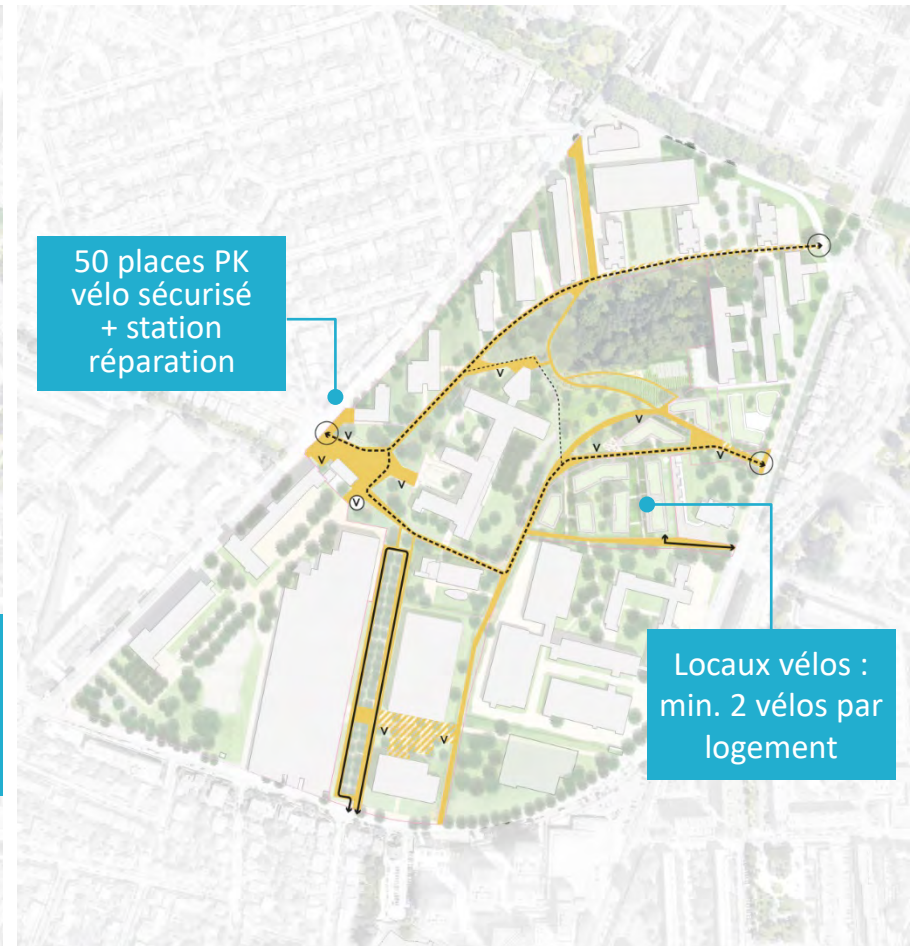 50 places PK
vélo sécurisé
+ station
réparation
V
V
V
V
V
V
V
V
V
V
Locaux vélos :
min. 2 vélos par
logement